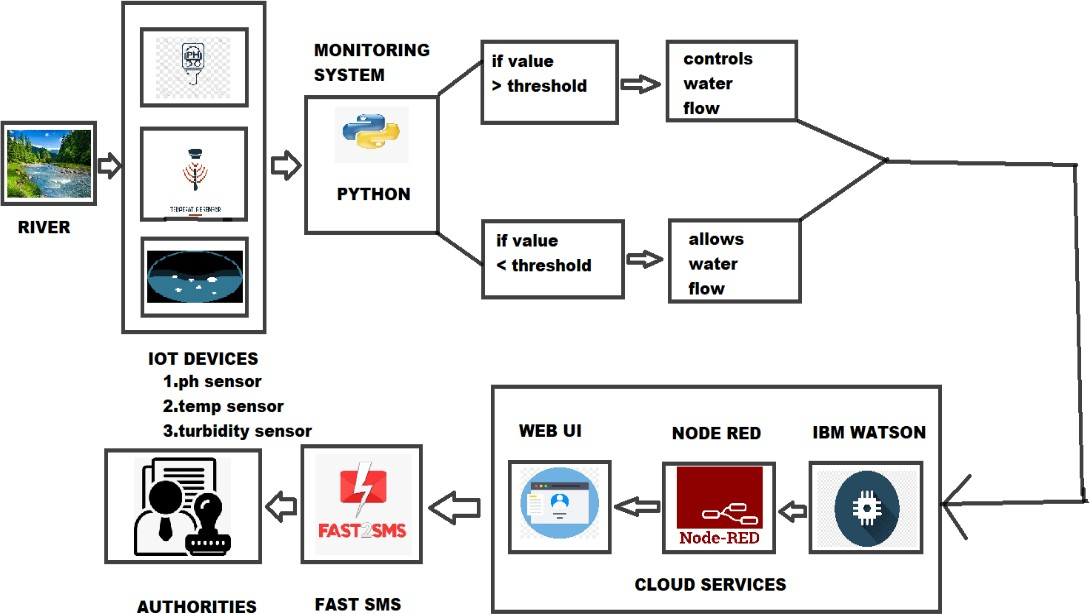 MONITORING
SYSTEM
if value
> threshold
controls
water
flow
PH
PYTHON
RIVER
if value
< threshold
allows
water
flow
IOT DEVICES
1.ph sensor
2.temp sensor
3.turbidity sensor
WEB UI
NODE RED
IBM WATSON
FAST2SMS
Node-RED
CLOUD SERVICES
AUTHORITIES
FAST SMS